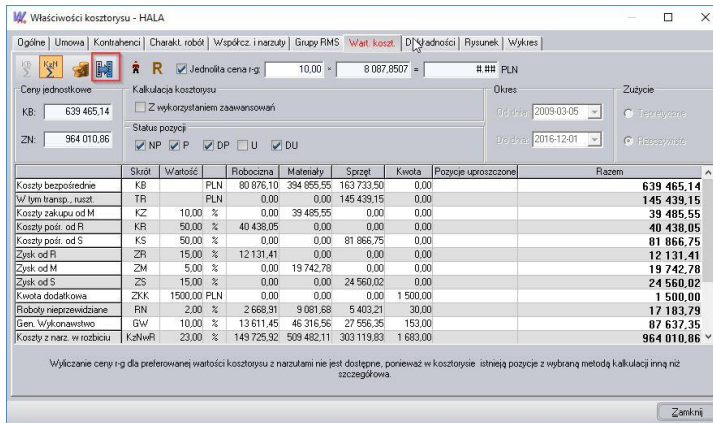 Właściwości kosztorysu - HALA
Ogólne | Umowa | Kontrahenci | Charakt. robót | Współcz. i narzuty | Grupy RMS | Wart. koszt. | Dokładności | Rysunek | Wykres
KB Σ KzN Σ R Jednolita cena r-g: 10,00 * 8 087,8507 = #.## PLN
Ceny jednostkowe Kalkulacja kosztorysu Okres Zużycie
KB: 639 465,14 Z wykorzystaniem zaawansowań Od dnia: 2009-03-05 Teoretyczne
ZN: 964 010,86 Status pozycji Do dnia: 2016-12-01 Rzeczywiste
NP P DP U DU
Skrót Wartość Robocizna Materiały Sprzęt Kwota Pozycje uproszczone Razem
Koszty bezpośrednie KB PLN 80 876,10 394 855,55 163 733,50 0,00 639 465,14
W tym transp., ruszt. TR PLN 0,00 0,00 145 439,15 0,00 145 439,15
Koszty zakupu od M KZ 10,00 % 0,00 39 485,55 0,00 0,00 39 485,55
Koszty pośr. od R KR 50,00 % 40 438,05 0,00 0,00 0,00 40 438,05
Koszty pośr. od S KS 50,00 % 0,00 0,00 81 866,75 0,00 81 866,75
Zysk od R ZR 15,00 % 12 131,41 0,00 0,00 0,00 12 131,41
Zysk od M ZM 5,00 % 0,00 19 742,78 0,00 0,00 19 742,78
Zysk od S ZS 15,00 % 0,00 0,00 24 560,02 0,00 24 560,02
Kwota dodatkowa ZKK 1500,00 PLN 0,00 0,00 0,00 1 500,00 1 500,00
Roboty nieprzewidziane RN 2,00 % 2 668,91 9 081,68 5 403,21 30,00 17 183,79
Gen. Wykonawstwo GW 10,00 % 13 611,45 46 316,56 27 556,35 153,00 87 637,35
Koszty z narz. w rozbiciu KzNwR 23,00 % 149 725,92 509 482,11 303 119,83 1 683,00 964 010,86
Wyliczanie ceny r-g dla preferowanej wartości kosztorysu z narzutami nie jest dostępne, ponieważ w kosztorysie istnieją pozycje z wybraną metodą kalkulacji inną niż
szczegółowa.
Zamknij